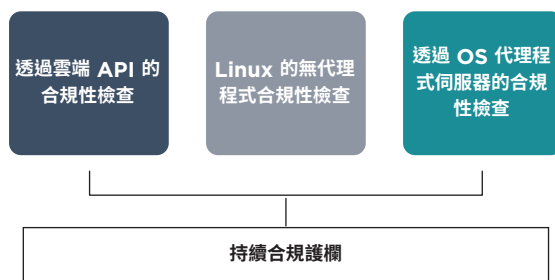 透過雲端 API 的
合規性檢查
Linux 的無代理
程式合規性檢查
透過 OS 代理程
式伺服器的合規
性檢查
持續合規護欄